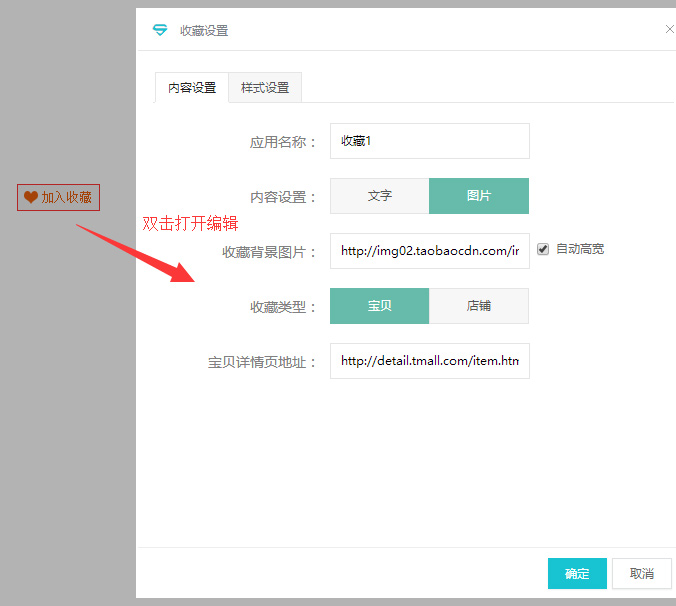 收藏设置
内容设置 样式设置
应用名称： 收藏1
加入收藏
内容设置： 文字 图片
双击打开编辑
收藏背景图片： http://img02.taobaocdn.com/ir 自动高宽
收藏类型： 宝贝 店铺
宝贝详情页地址： http://detail.tmall.com/item.htm
确定 取消